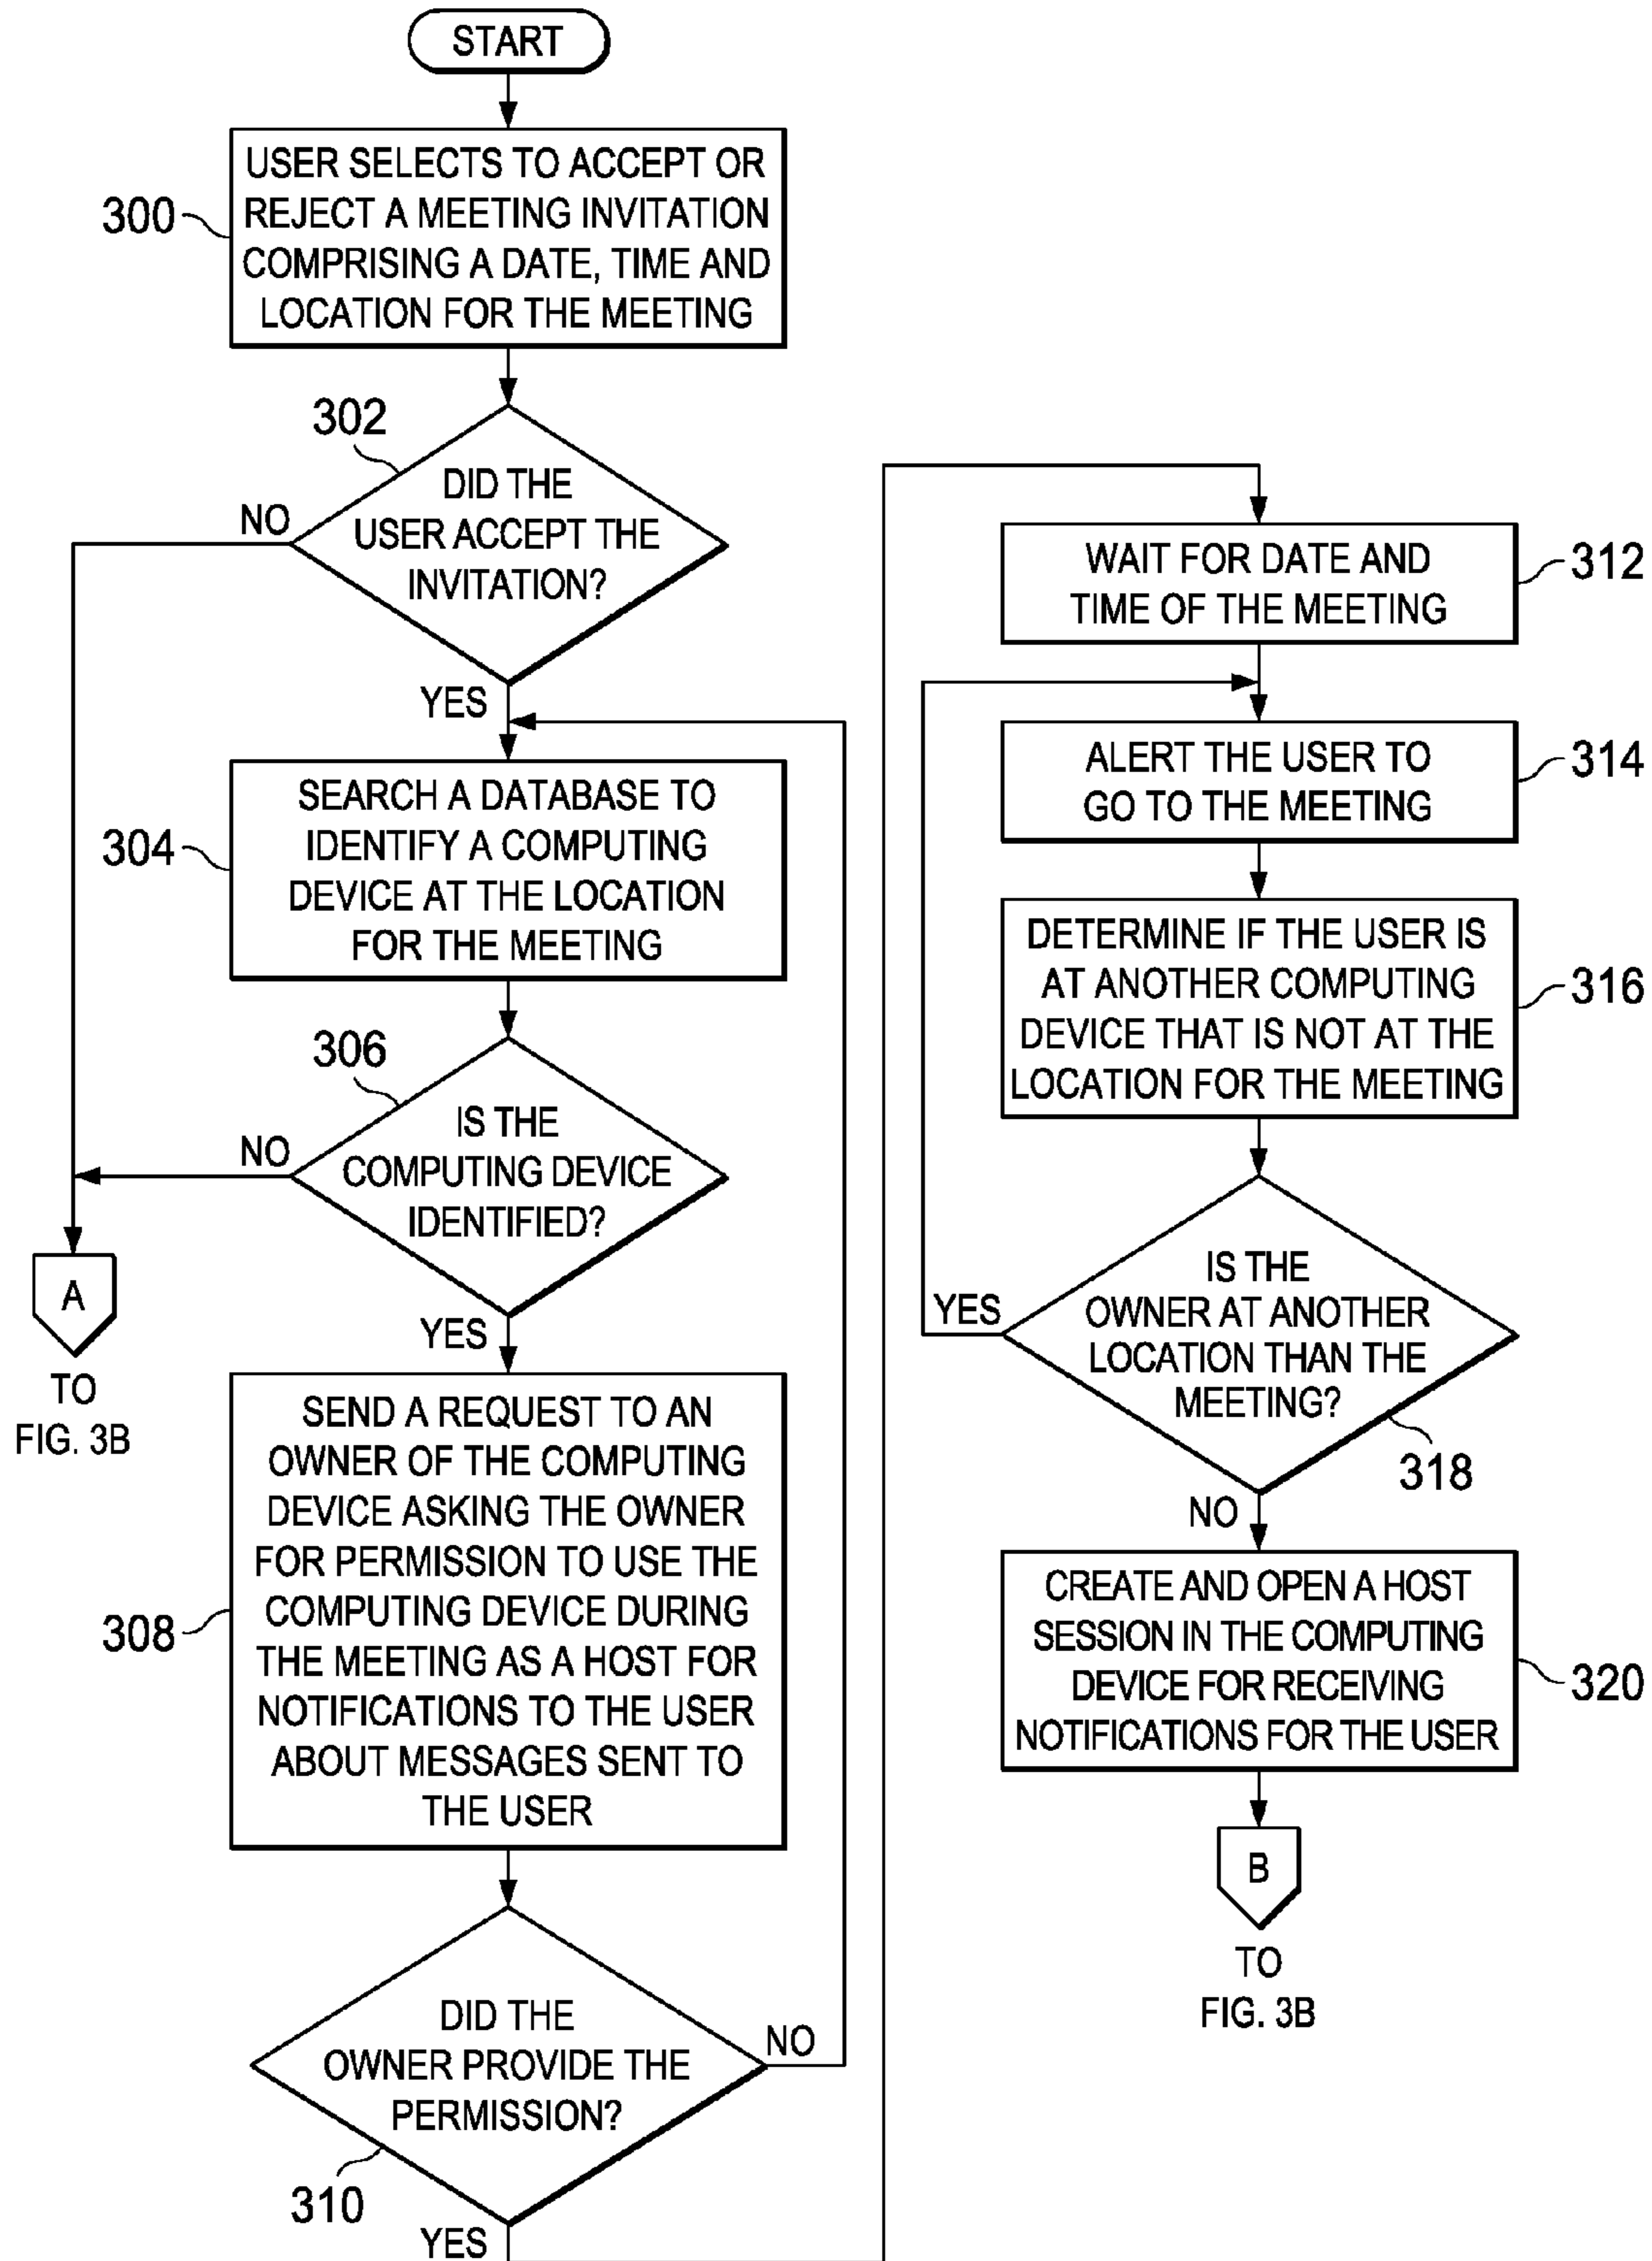 START
300
USER SELECTS TO ACCEPT OR
REJECT A MEETING INVITATION
COMPRISING A DATE, TIME AND
LOCATION FOR THE MEETING
302
DID THE
USER ACCEPT THE
INVITATION?
NO
YES
304
SEARCH A DATABASE TO
IDENTIFY A COMPUTING
DEVICE AT THE LOCATION
FOR THE MEETING
306
IS THE
COMPUTING DEVICE
IDENTIFIED?
NO
YES
A
TO
FIG. 3B
308
SEND A REQUEST TO AN
OWNER OF THE COMPUTING
DEVICE ASKING THE OWNER
FOR PERMISSION TO USE THE
COMPUTING DEVICE DURING
THE MEETING AS A HOST FOR
NOTIFICATIONS TO THE USER
ABOUT MESSAGES SENT TO
THE USER
DID THE
OWNER PROVIDE THE
PERMISSION?
NO
310
YES
WAIT FOR DATE AND
TIME OF THE MEETING
312
ALERT THE USER TO
GO TO THE MEETING
314
DETERMINE IF THE USER IS
AT ANOTHER COMPUTING
DEVICE THAT IS NOT AT THE
LOCATION FOR THE MEETING
316
IS THE
OWNER AT ANOTHER
LOCATION THAN THE
MEETING?
YES
318
NO
CREATE AND OPEN A HOST
SESSION IN THE COMPUTING
DEVICE FOR RECEIVING
NOTIFICATIONS FOR THE USER
320
B
TO
FIG. 3B